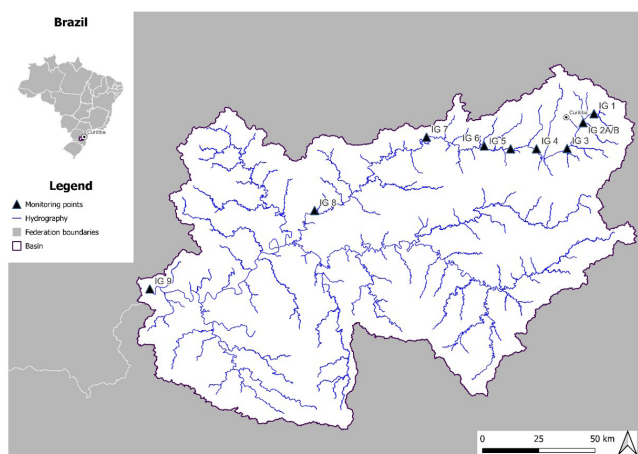 Brazil
Curitiba
Legend
Monitoring points
Hydrography
Federation boundaries
Basin
IG 1
Curitiba
IG 2A/B
IG 7
IG 6
IG 5
IG 4
IG 3
IG 8
IG 9
0 25 50 km